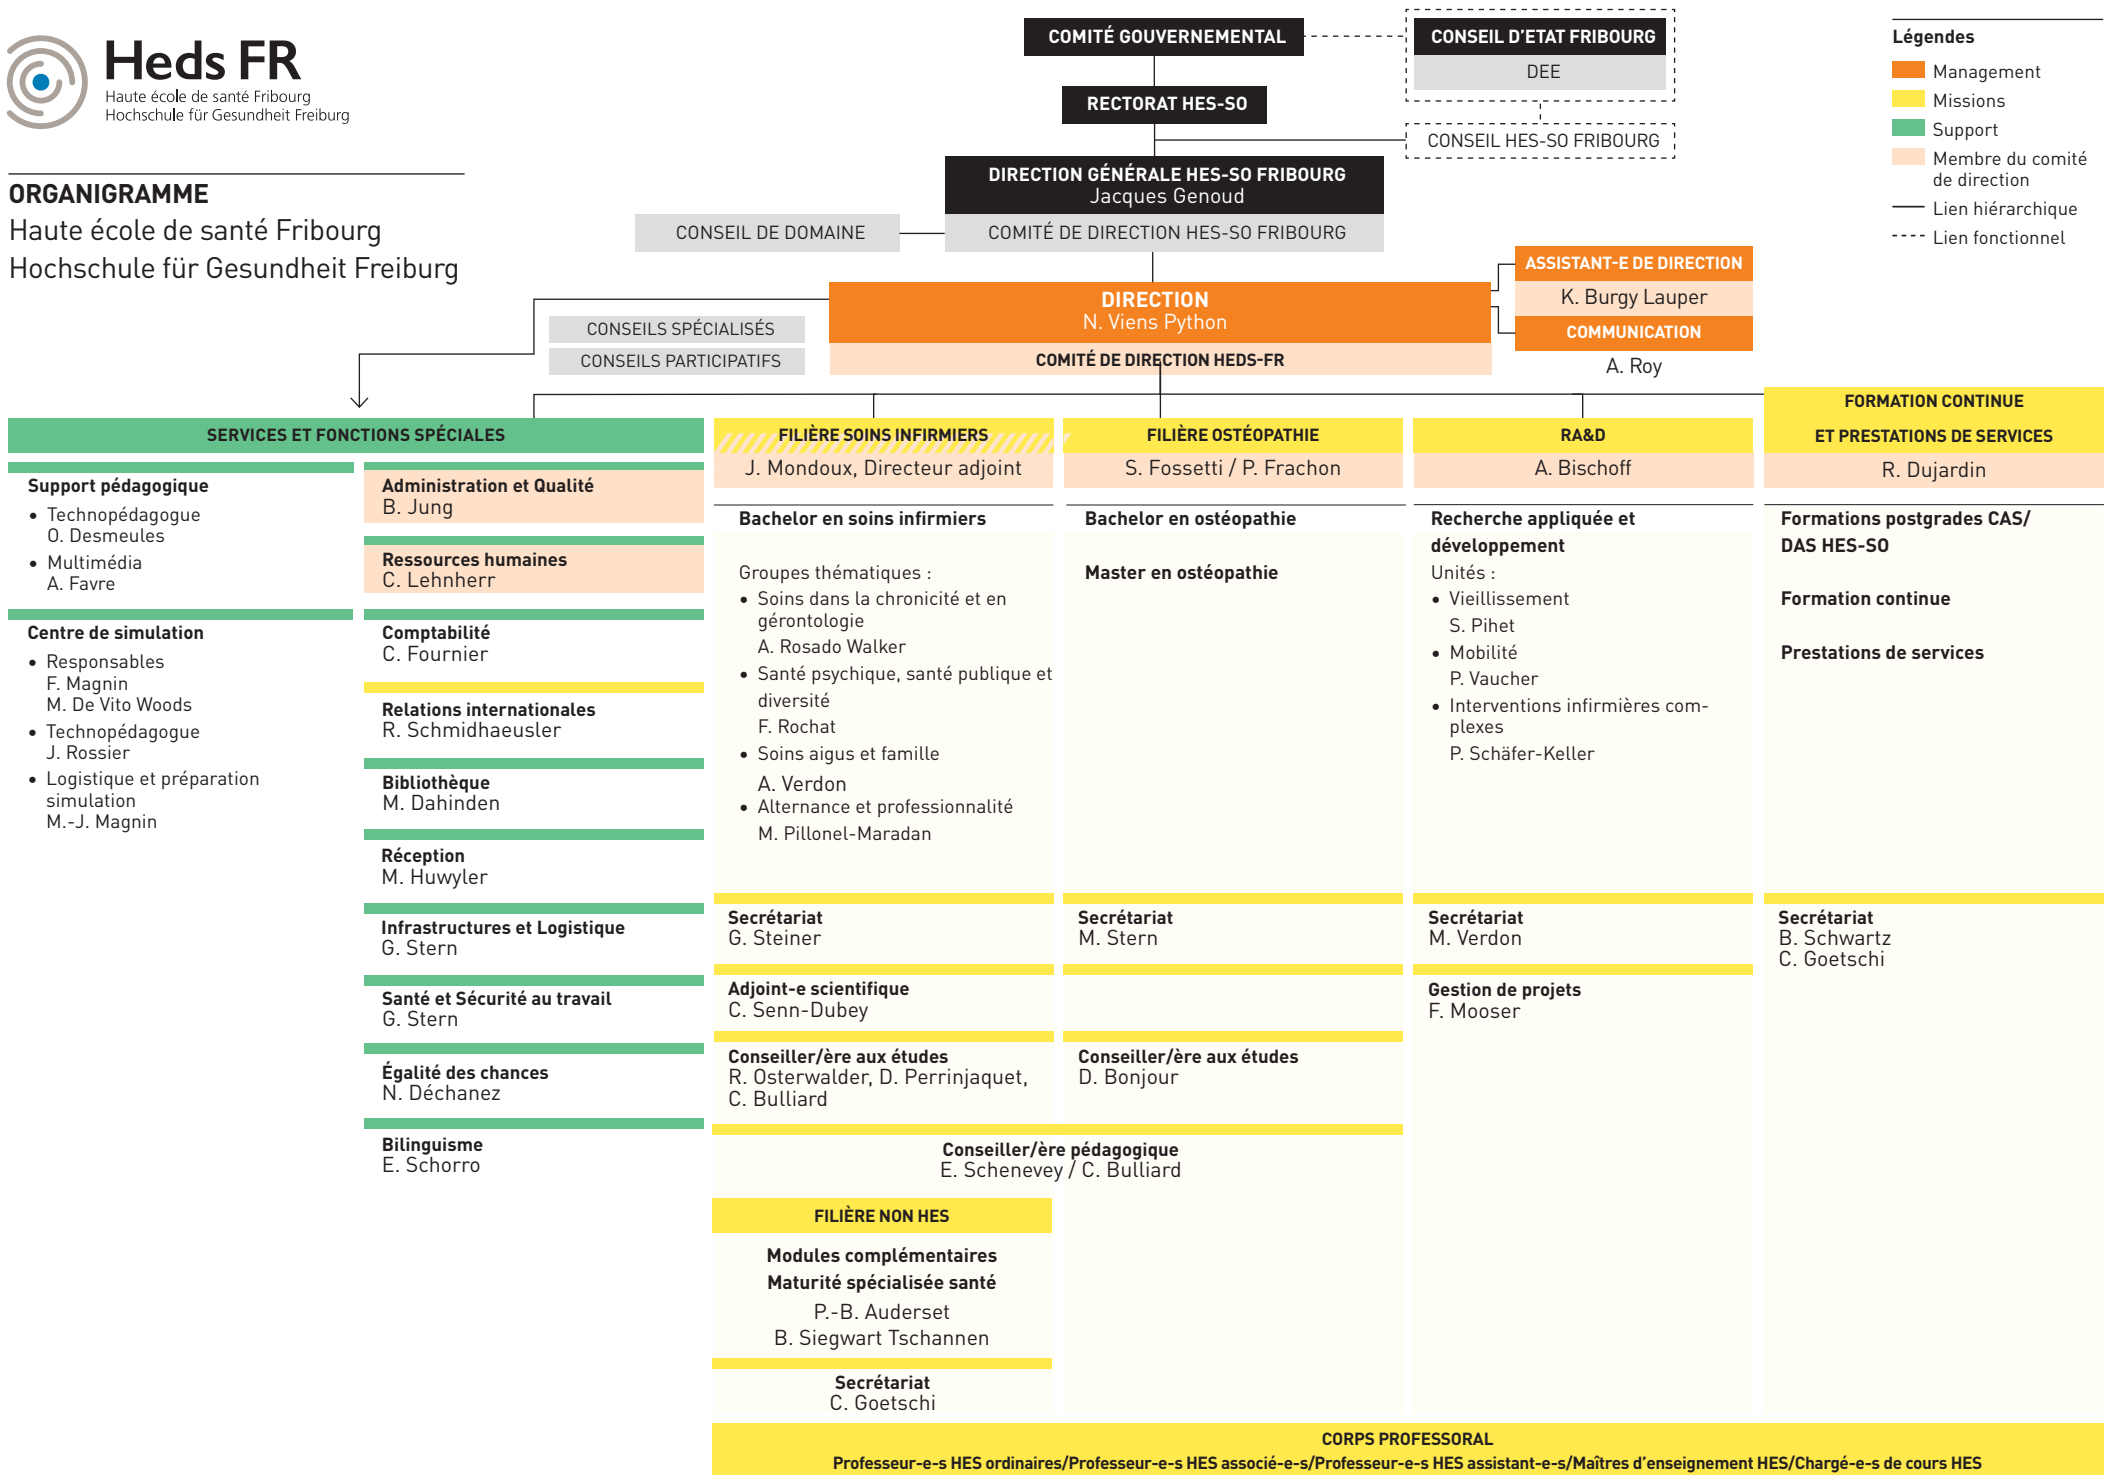 Heds FR
Haute école de santé Fribourg
Hochschule für Gesundheit Freiburg
ORGANIGRAMME
Haute école de santé Fribourg
Hochschule für Gesundheit Freiburg
COMITÉ GOUVERNEMENTAL
CONSEIL D'ETAT FRIBOURG
DEE
RECTORAT HES-SO
CONSEIL HES-SO FRIBOURG
DIRECTION GÉNÉRALE HES-SO FRIBOURG
Jacques Genoud
CONSEIL DE DOMAINE
COMITÉ DE DIRECTION HES-SO FRIBOURG
Légendes
Management
Missions
Support
Membre du comité
de direction
Lien hiérarchique
Lien fonctionnel
DIRECTION
N. Viens Python
COMITÉ DE DIRECTION HEDS-FR
CONSEILS SPÉCIALISÉS
CONSEILS PARTICIPATIFS
ASSISTANT-E DE DIRECTION
K. Burgy Lauper
COMMUNICATION
A. Roy
SERVICES ET FONCTIONS SPÉCIALES
Support pédagogique
• Technopédagogue
O. Desmeules
• Multimédia
A. Favre
Centre de simulation
• Responsables
F. Magnin
M. De Vito Woods
• Technopédagogue
J. Rossier
• Logistique et préparation
simulation
M.-J. Magnin
Administration et Qualité
B. Jung
Ressources humaines
C. Lehnherr
Comptabilité
C. Fournier
Relations internationales
R. Schmidhaeusler
Bibliothèque
M. Dahinden
Réception
M. Huwyler
Infrastructures et Logistique
G. Stern
Santé et Sécurité au travail
G. Stern
Égalité des chances
N. Déchanez
Bilinguisme
E. Schorro
FILIÈRE SOINS INFIRMIERS
J. Mondoux, Directeur adjoint
Bachelor en soins infirmiers
Groupes thématiques :
• Soins dans la chronicité et en
gérontologie
A. Rosado Walker
• Santé psychique, santé publique et
diversité
F. Rochat
• Soins aigus et famille
A. Verdon
• Alternance et professionnalité
M. Pillonel-Maradan
Secrétariat
G. Steiner
Adjoint-e scientifique
C. Senn-Dubey
Conseiller/ère aux études
R. Osterwalder, D. Perrinjaquet,
C. Bulliard
FILIÈRE OSTÉOPATHIE
S. Fossetti / P. Frachon
Bachelor en ostéopathie
Master en ostéopathie
Secrétariat
M. Stern
Conseiller/ère aux études
D. Bonjour
Conseiller/ère pédagogique
E. Schenevey / C. Bulliard
FILIÈRE NON HES
Modules complémentaires
Maturité spécialisée santé
P.-B. Auderset
B. Siegwart Tschannen
Secrétariat
C. Goetschi
RA&D
A. Bischoff
Recherche appliquée et
développement
Unités :
• Vieillissement
S. Pihet
• Mobilité
P. Vaucher
• Interventions infirmières com-
plexes
P. Schäfer-Keller
Secrétariat
M. Verdon
Gestion de projets
F. Mooser
FORMATION CONTINUE
ET PRESTATIONS DE SERVICES
R. Dujardin
Formations postgrades CAS/
DAS HES-SO
Formation continue
Prestations de services
Secrétariat
B. Schwartz
C. Goetschi
CORPS PROFESSORAL
Professeur-e-s HES ordinaires/Professeur-e-s HES associé-e-s/Professeur-e-s HES assistant-e-s/Maîtres d'enseignement HES/Chargé-e-s de cours HES